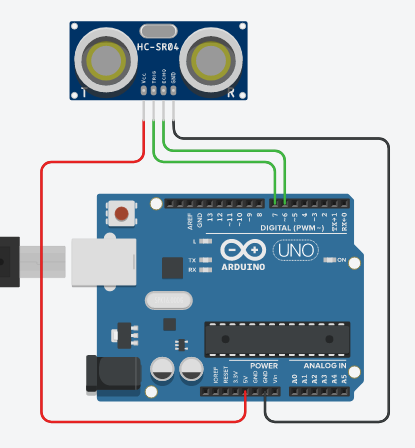 HC-SR04
Vcc TRIG ECHO GND
T R
AREF GND 13 12 ~11 ~10 ~9 8 7 ~6 ~5 4 ~3 2 TX→1 RX←0
DIGITAL (PWM ~)
L
TX
RX
ARDUINO
UNO
ON
POWER ANALOG IN
IOREF RESET 3.3V 5V GND GND Vin A0 A1 A2 A3 A4 A5